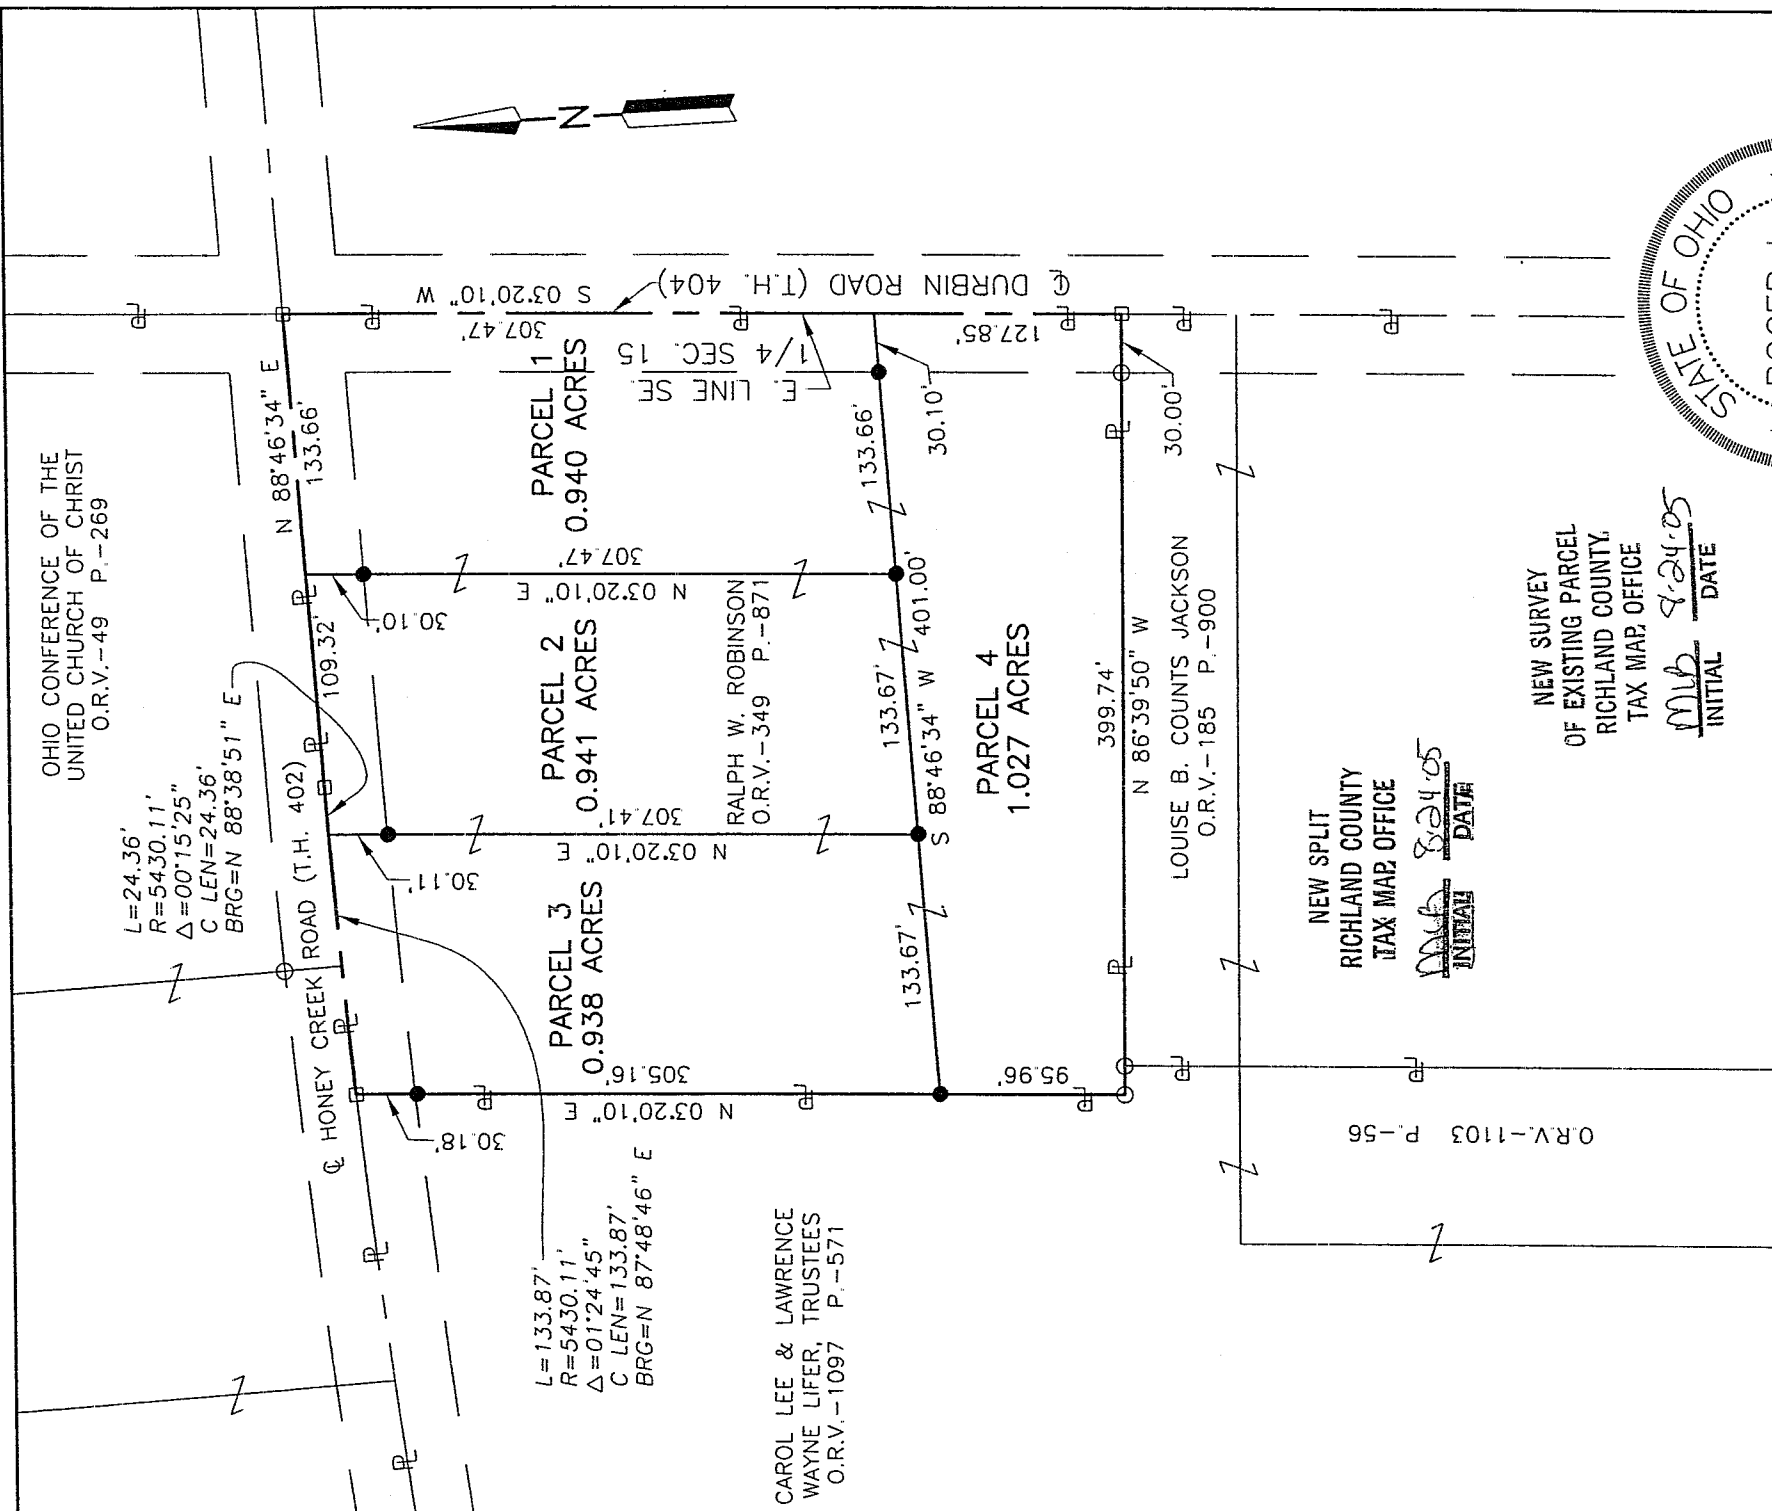 OHIO CONFERENCE OF THE
UNITED CHURCH OF CHRIST
O.R.V.-49 P.-269
L=24.36'
R=5430.11'
Δ=00°15'25"
C LEN=24.36'
BRG=N 88°38'51" E
℄ HONEY CREEK ROAD (T.H. 402)
109.32'
N 88°46'34" E
133.66'
N
S 03°20'10" W
307.47'
℄ DURBIN ROAD (T.H. 404)
E. LINE SE.
1/4 SEC. 15
127.85'
PARCEL 1
0.940 ACRES
30.10'
307.47'
N 03°20'10" E
133.66'
30.10'
PARCEL 2
0.941 ACRES
RALPH W. ROBINSON
O.R.V.-349 P.-871
30.11'
307.41'
N 03°20'10" E
133.67'
401.00'
S 88°46'34" W
PARCEL 3
0.938 ACRES
30.18'
305.16'
N 03°20'10" E
133.67'
L=133.87'
R=5430.11'
Δ=01°24'45"
C LEN=133.87'
BRG=N 87°48'46" E
CAROL LEE & LAWRENCE
WAYNE LIFER, TRUSTEES
O.R.V.-1097 P.-571
PARCEL 4
1.027 ACRES
95.96'
399.74'
N 86°39'50" W
30.00'
LOUISE B. COUNTS JACKSON
O.R.V.-185 P.-900
O.R.V.-1103 P.-56
NEW SPLIT
RICHLAND COUNTY
TAX MAP, OFFICE
8-24-05
INITIAL DATE
NEW SURVEY
OF EXISTING PARCEL
RICHLAND COUNTY,
TAX MAP, OFFICE
8-24-05
INITIAL DATE
STATE OF OHIO